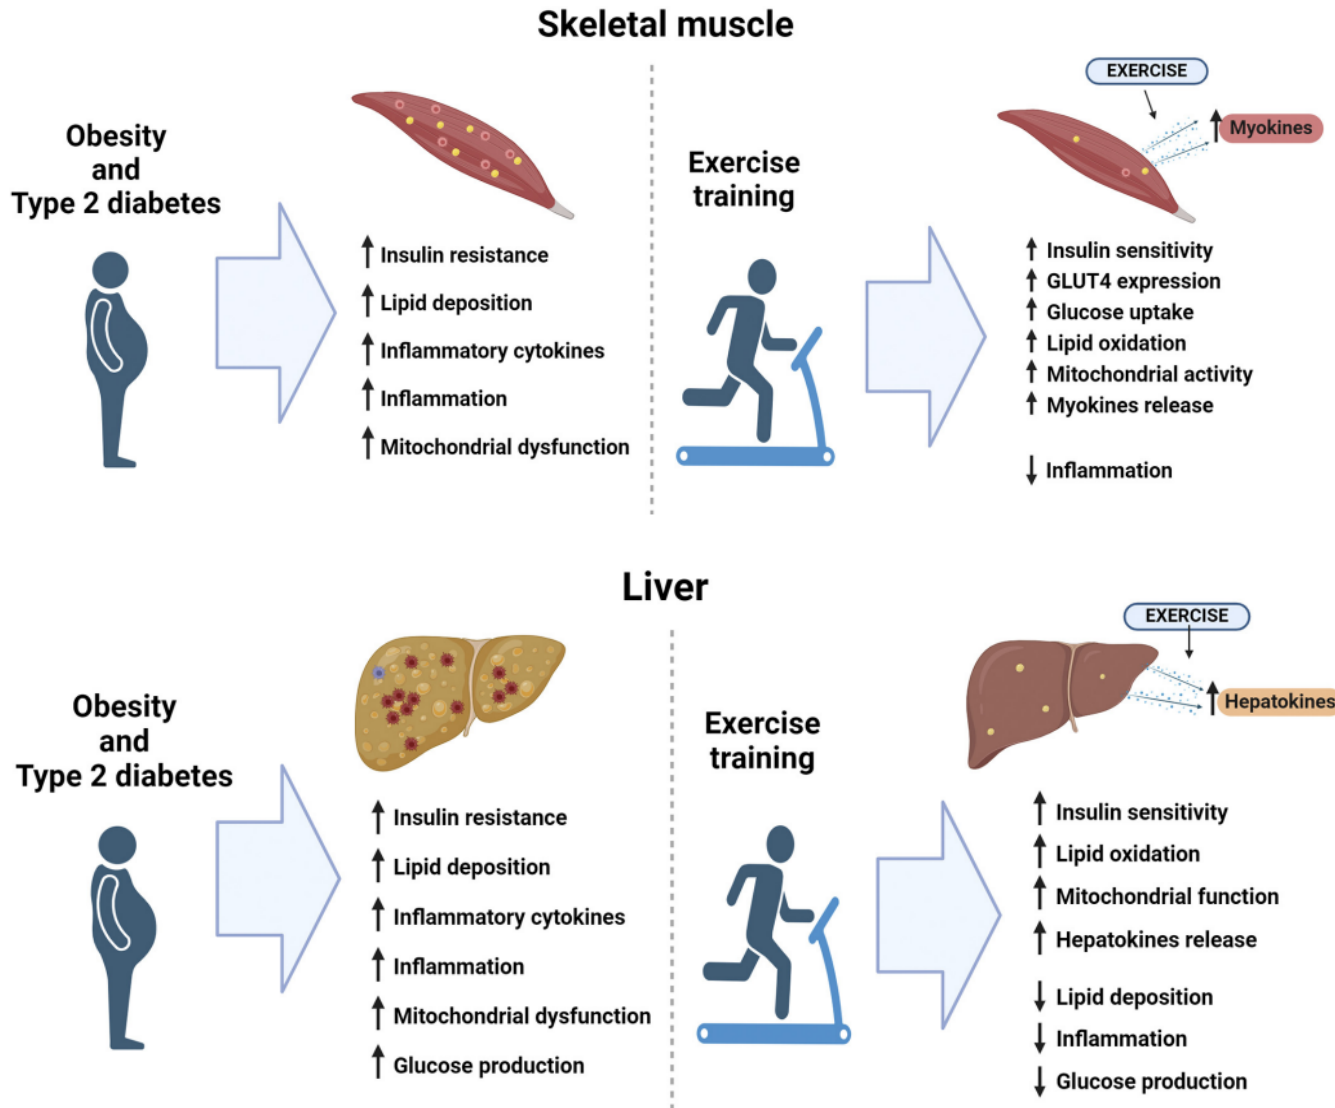 Skeletal muscle
Obesity
and
Type 2 diabetes
↑ Insulin resistance
↑ Lipid deposition
↑ Inflammatory cytokines
↑ Inflammation
↑ Mitochondrial dysfunction
Exercise
training
EXERCISE
↑ Myokines
↑ Insulin sensitivity
↑ GLUT4 expression
↑ Glucose uptake
↑ Lipid oxidation
↑ Mitochondrial activity
↑ Myokines release
↓ Inflammation
Liver
Obesity
and
Type 2 diabetes
↑ Insulin resistance
↑ Lipid deposition
↑ Inflammatory cytokines
↑ Inflammation
↑ Mitochondrial dysfunction
↑ Glucose production
Exercise
training
EXERCISE
↑ Hepatokines
↑ Insulin sensitivity
↑ Lipid oxidation
↑ Mitochondrial function
↑ Hepatokines release
↓ Lipid deposition
↓ Inflammation
↓ Glucose production